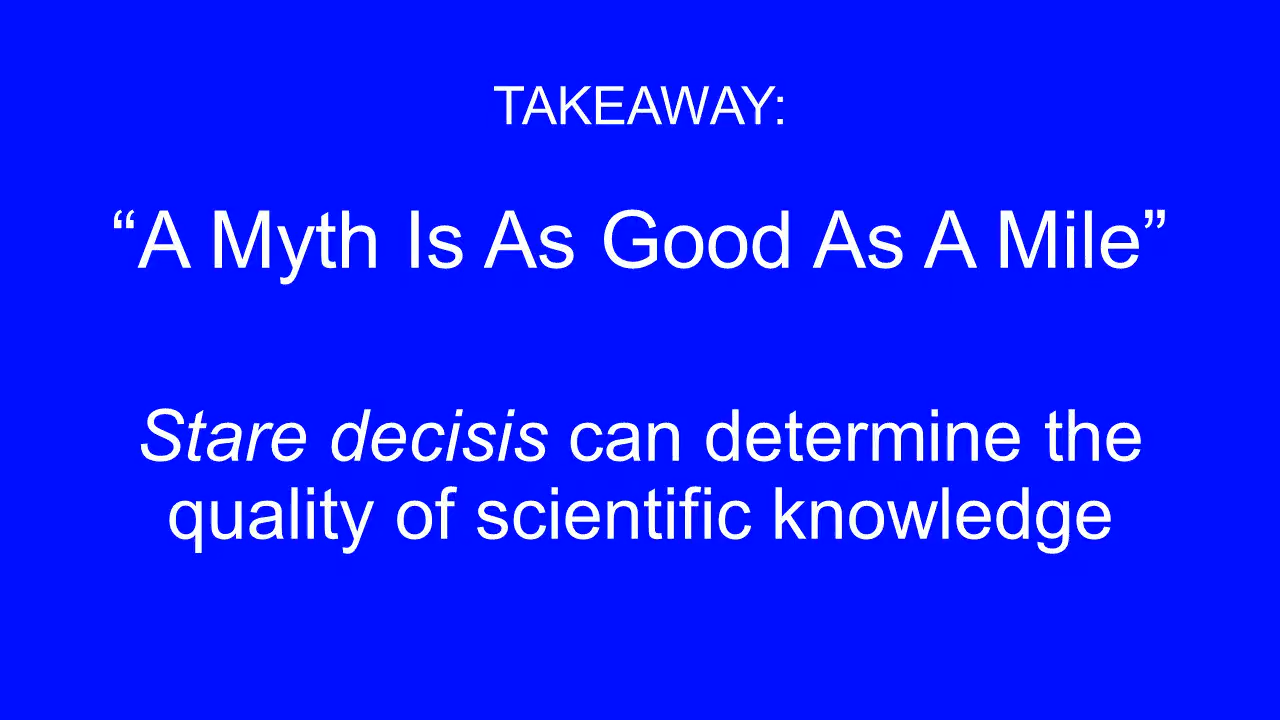 TAKEAWAY:
“A Myth Is As Good As A Mile”
Stare decisis can determine the
quality of scientific knowledge